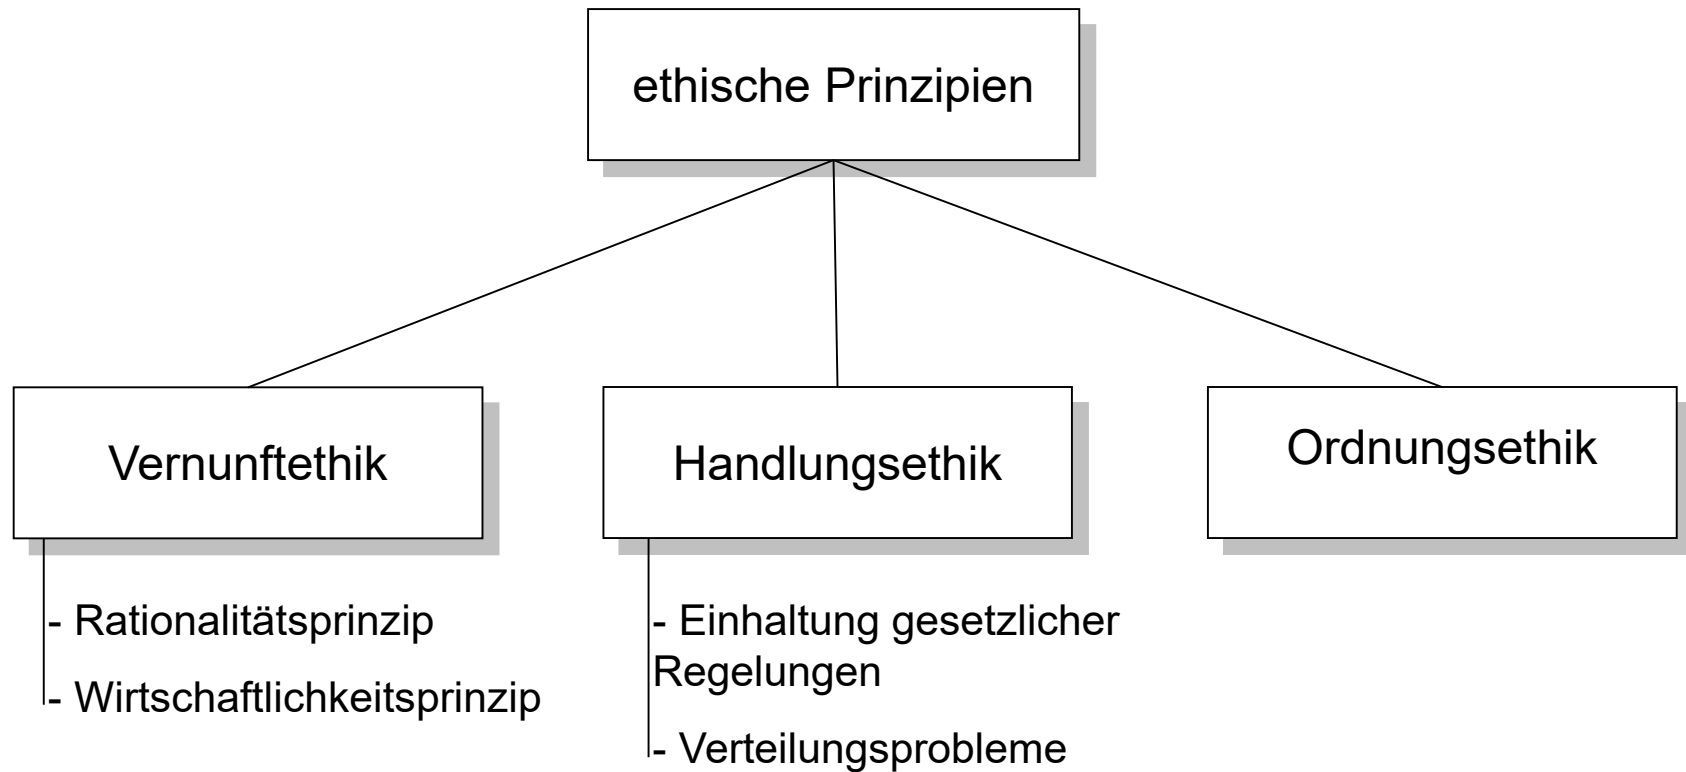 ethische Prinzipien
Vernunftethik
Handlungsethik
Ordnungsethik
- Rationalitätsprinzip
- Wirtschaftlichkeitsprinzip
- Einhaltung gesetzlicher
Regelungen
- Verteilungsprobleme